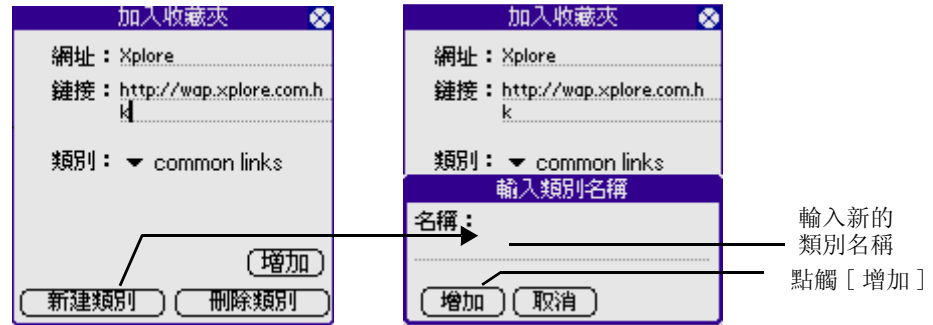 加入收藏夾
網址：Xplore
鏈接：http://wap.xplore.com.h
k
類別：common links
增加
新建類別
刪除類別
加入收藏夾
網址：Xplore
鏈接：http://wap.xplore.com.h
k
類別：common links
輸入類別名稱
名稱：
增加
取消
輸入新的
類別名稱
點觸［增加］